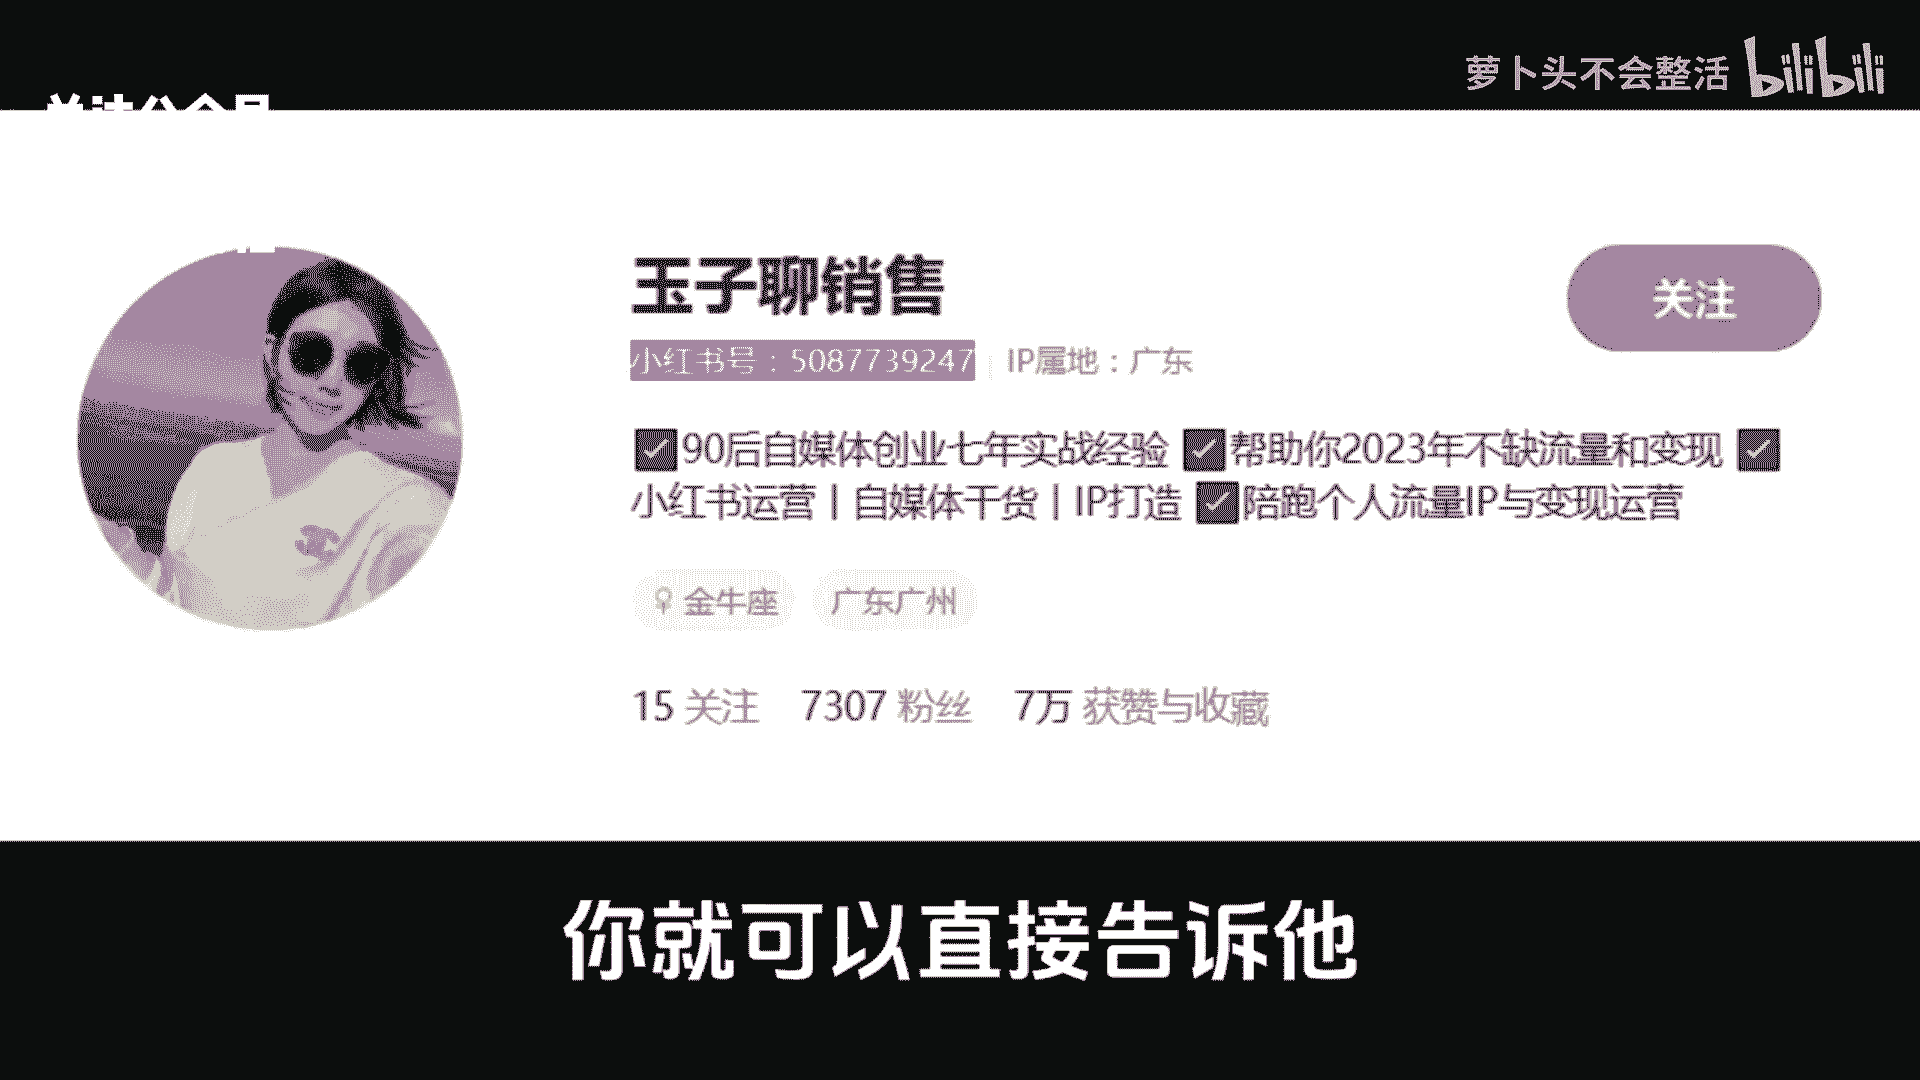 萝卜头不会整活 bilibili
玉子聊销售
关注
小红书号：5087739247 IP属地：广东
✅90后自媒体创业七年实战经验 ✅帮助你2023年不缺流量和变现 ✅
小红书运营丨自媒体干货丨IP打造 ✅陪跑个人流量IP与变现运营
♀ 金牛座 广东广州
15 关注 7307 粉丝 7万 获赞与收藏
你就可以直接告诉他